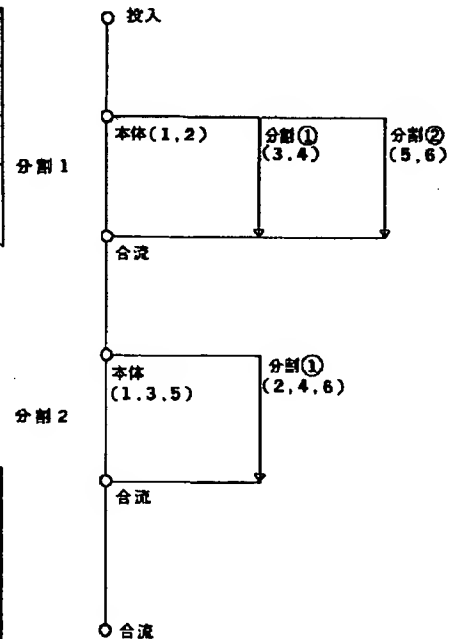 投入
本体(1,2)
分割①
(3.4)
分割②
(5,6)
分割1
合流
本体
(1.3.5)
分割①
(2,4,6)
分割2
合流
合流